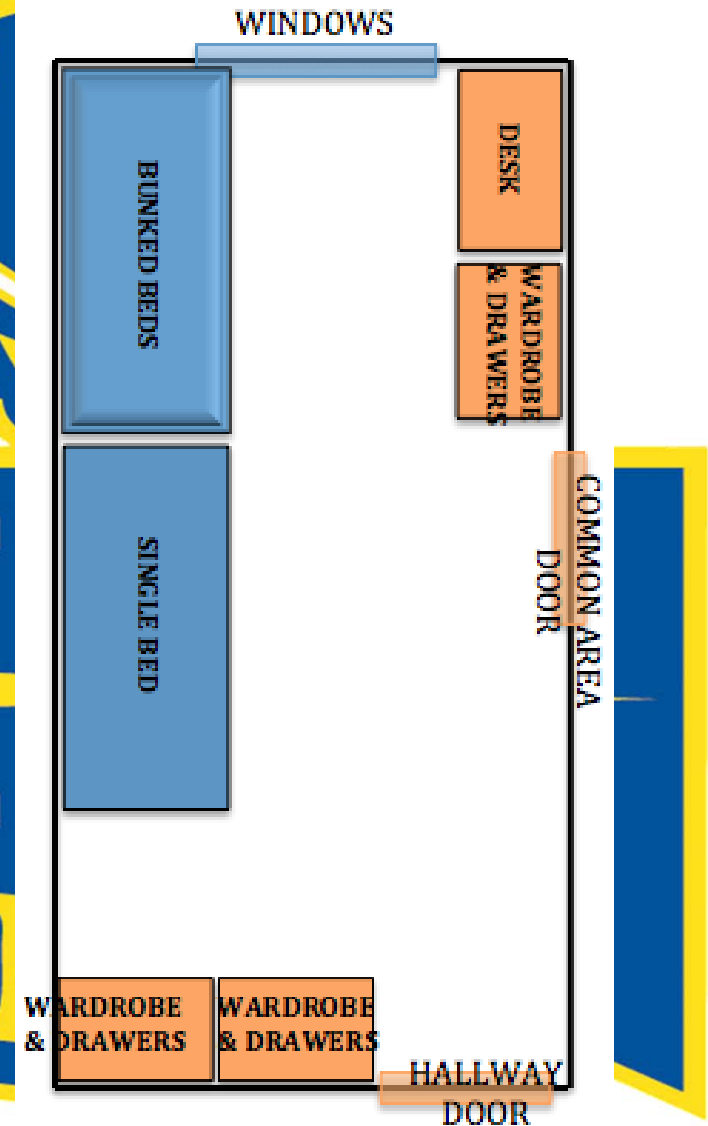 WINDOWS
BUNKED BEDS
DESK
WARDROBE
& DRAWERS
SINGLE BED
COMMON AREA
DOOR
WARDROBE
& DRAWERS
WARDROBE
& DRAWERS
HALLWAY
DOOR